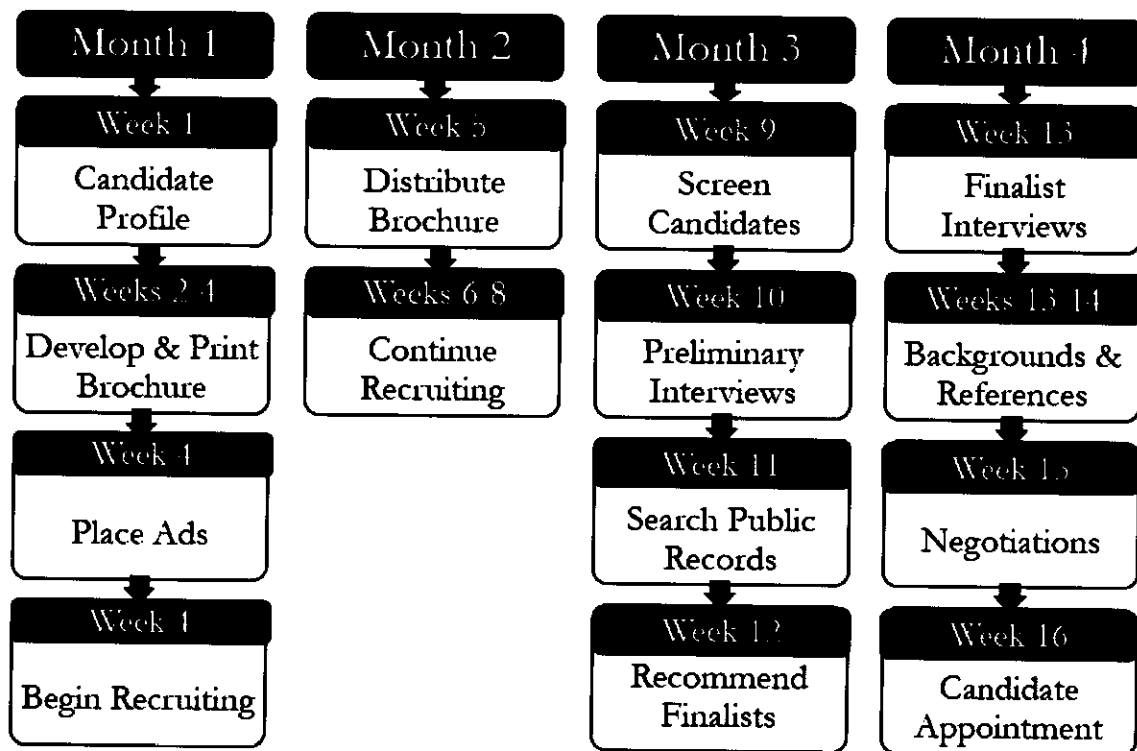 Month 1
Week 1
Candidate
Profile
Weeks 2-4
Develop & Print
Brochure
Week 4
Place Ads
Week 4
Begin Recruiting
Month 2
Week 5
Distribute
Brochure
Weeks 6-8
Continue
Recruiting
Month 3
Week 9
Screen
Candidates
Week 10
Preliminary
Interviews
Week 11
Search Public
Records
Week 12
Recommend
Finalists
Month 4
Week 13
Finalist
Interviews
Weeks 13-14
Backgrounds &
References
Week 15
Negotiations
Week 16
Candidate
Appointment